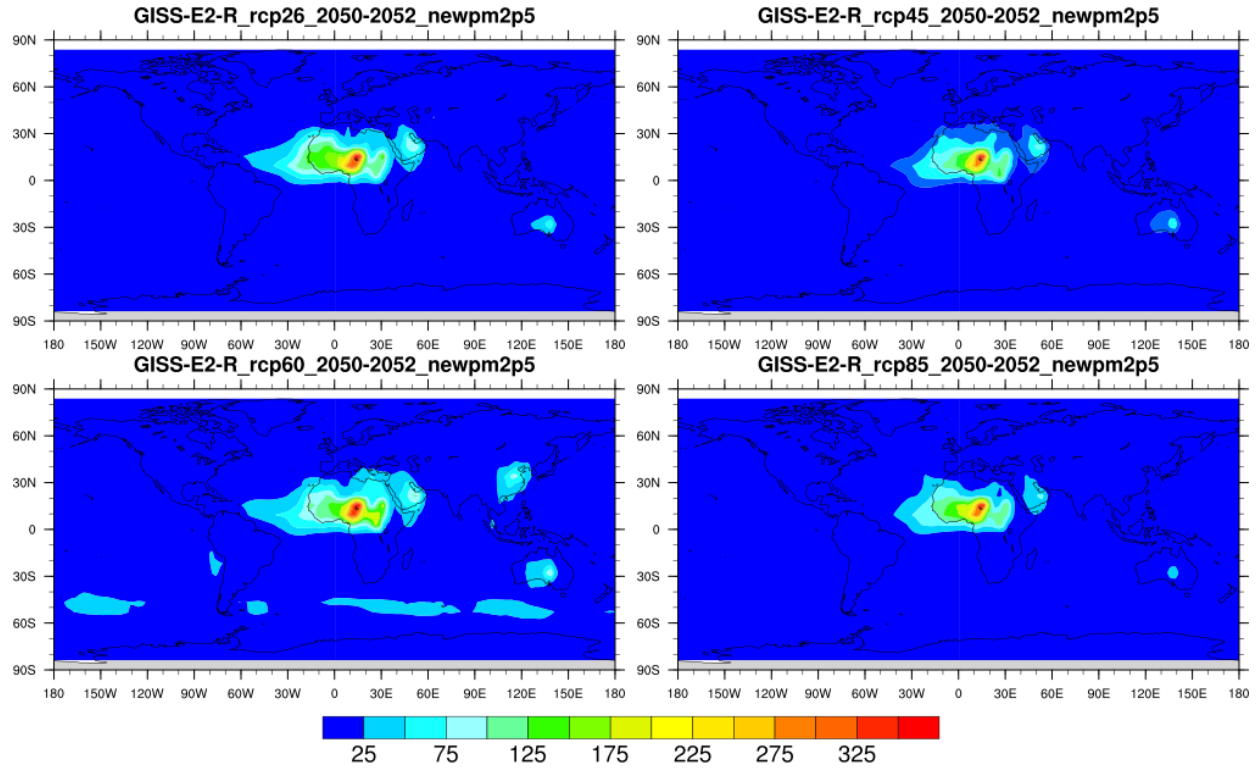 GISS-E2-R_rcp26_2050-2052_newpm2p5 GISS-E2-R_rcp45_2050-2052_newpm2p5
90N 90N
60N 60N
30N 30N
0 0
30S 30S
60S 60S
90S 90S
180 150W 120W 90W 60W 30W 0 30E 60E 90E 120E 150E 180 180 150W 120W 90W 60W 30W 0 30E 60E 90E 120E 150E 180
GISS-E2-R_rcp60_2050-2052_newpm2p5 GISS-E2-R_rcp85_2050-2052_newpm2p5
90N 90N
60N 60N
30N 30N
0 0
30S 30S
60S 60S
90S 90S
180 150W 120W 90W 60W 30W 0 30E 60E 90E 120E 150E 180 180 150W 120W 90W 60W 30W 0 30E 60E 90E 120E 150E 180
25 75 125 175 225 275 325